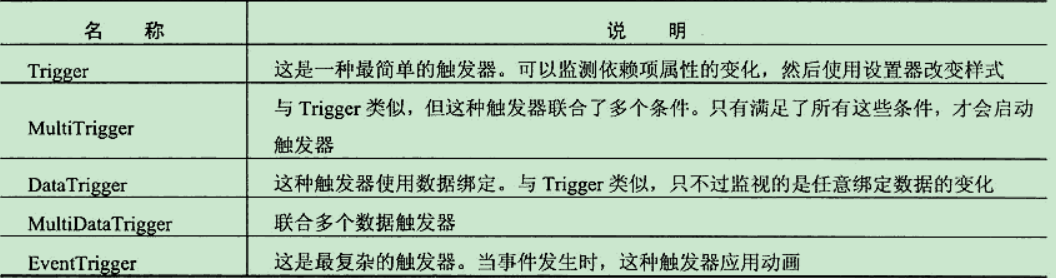 名 称 说 明
Trigger 这是一种最简单的触发器。可以监测依赖项属性的变化，然后使用设置器改变样式
MultiTrigger 与 Trigger 类似，但这种触发器联合了多个条件。只有满足了所有这些条件，才会启动
触发器
DataTrigger 这种触发器使用数据绑定。与 Trigger 类似，只不过监视的是任意绑定数据的变化
MultiDataTrigger 联合多个数据触发器
EventTrigger 这是最复杂的触发器。当事件发生时，这种触发器应用动画